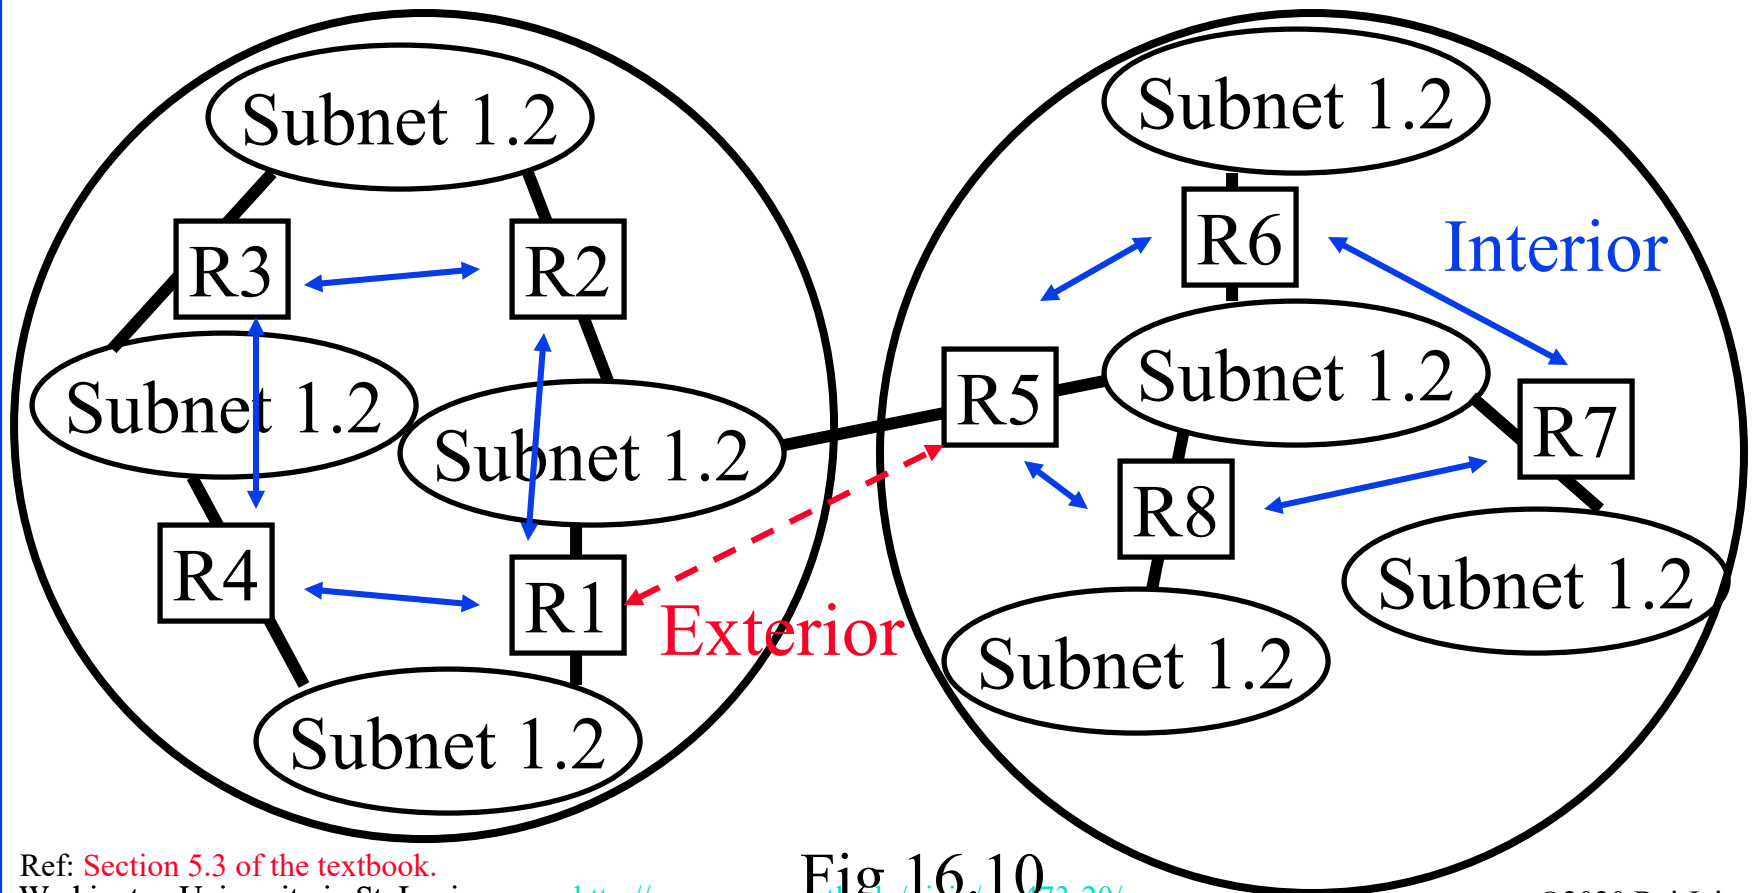 Subnet 1.2
R3
R2
Subnet 1.2
Subnet 1.2
R4
R1
Exterior
Subnet 1.2
Subnet 1.2
R6
Interior
R5
Subnet 1.2
R7
R8
Subnet 1.2
Subnet 1.2
Ref: Section 5.3 of the textbook.
Fig 16.10